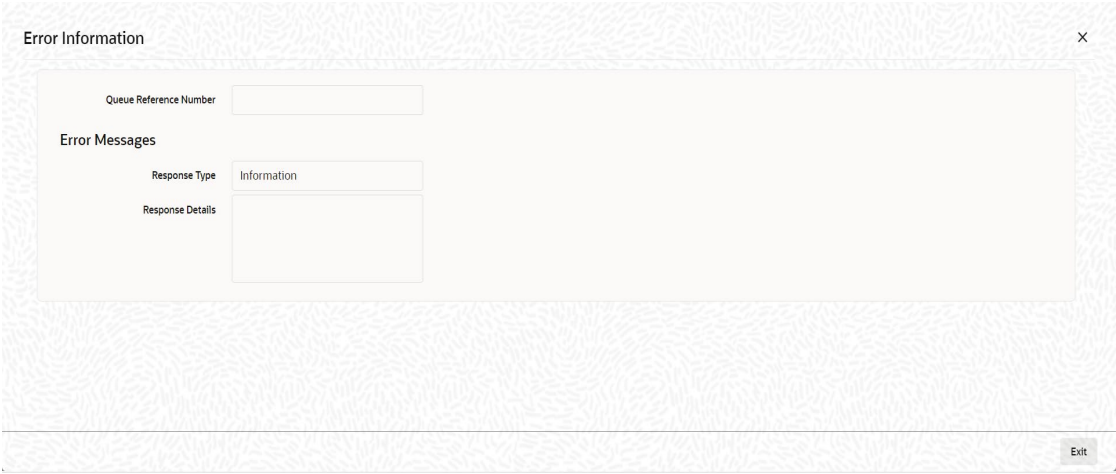 Error Information
Queue Reference Number
Error Messages
Response Type Information
Response Details
Exit